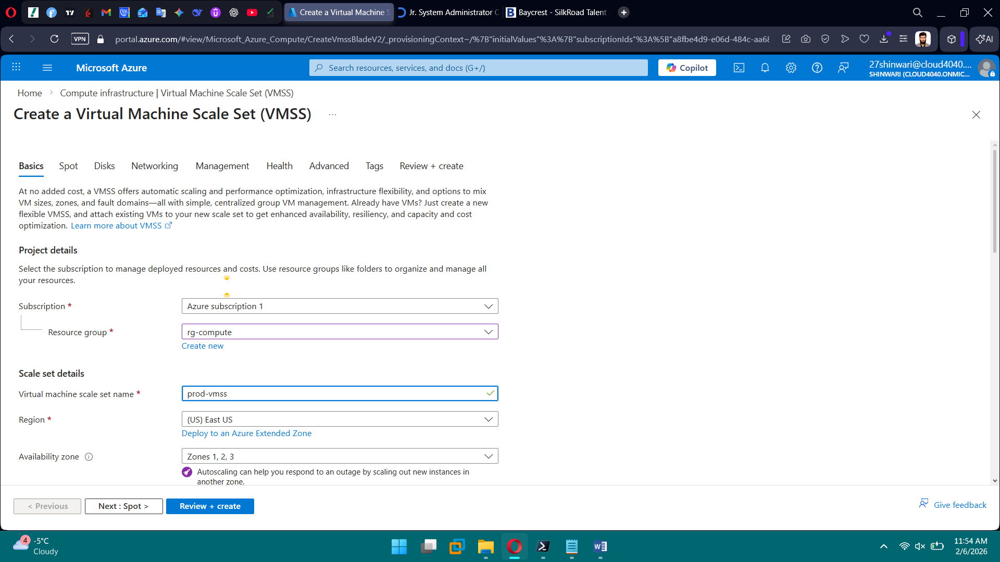 Create a Virtual Machine S
Jr. System Administrator C
B
Baycrest - SilkRoad Talent
VPN
portal.azure.com/#view/Microsoft_Azure_Compute/CreateVmssBladeV2/_provisioningContext~/%7B"initialValues"%3A%7B"subscriptionIds"%3A%5B"a8fbe4d9-e06d-484c-aa68
AI
Microsoft Azure
Search resources, services, and docs (G+/)
Copilot
27shinwari@cloud4040....
SHINWARI (CLOUD4040.ONMIC...
Home > Compute infrastructure | Virtual Machine Scale Set (VMSS)
Create a Virtual Machine Scale Set (VMSS) ...
Basics Spot Disks Networking Management Health Advanced Tags Review + create
At no added cost, a VMSS offers automatic scaling and performance optimization, infrastructure flexibility, and options to mix
VM sizes, zones, and fault domains—all with simple, centralized group VM management. Already have VMs? Just create a new
flexible VMSS, and attach existing VMs to your new scale set to get enhanced availability, resiliency, and capacity and cost
optimization. Learn more about VMSS
Project details
Select the subscription to manage deployed resources and costs. Use resource groups like folders to organize and manage all
your resources.
Subscription *
Azure subscription 1
Resource group *
rg-compute
Create new
Scale set details
Virtual machine scale set name *
prod-vmss
Region *
(US) East US
Deploy to an Azure Extended Zone
Availability zone
Zones 1, 2, 3
Autoscaling can help you respond to an outage by scaling out new instances in
another zone.
< Previous
Next : Spot >
Review + create
Give feedback
4
-5°C
Cloudy
11:54 AM
2/6/2026